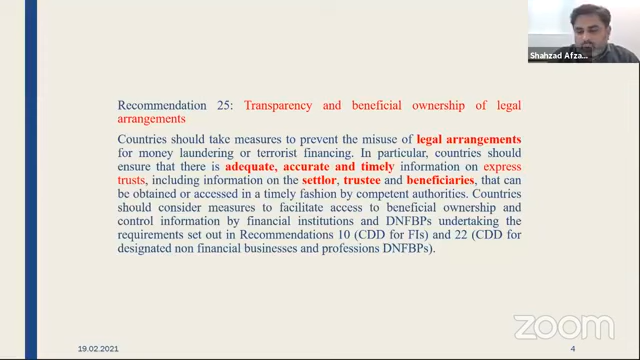 Shahzad Afza...
Recommendation 25: Transparency and beneficial ownership of legal
arrangements
Countries should take measures to prevent the misuse of legal arrangements
for money laundering or terrorist financing. In particular, countries should
ensure that there is adequate, accurate and timely information on express
trusts, including information on the settlor, trustee and beneficiaries, that
can be obtained or accessed in a timely fashion by competent authorities. Countries
should consider measures to facilitate access to beneficial ownership and
control information by financial institutions and DNFBPs undertaking the
requirements set out in Recommendations 10 (CDD for FIs) and 22 (CDD for
designated non financial businesses and professions DNFBPs).
zoom
19.02.2021
4